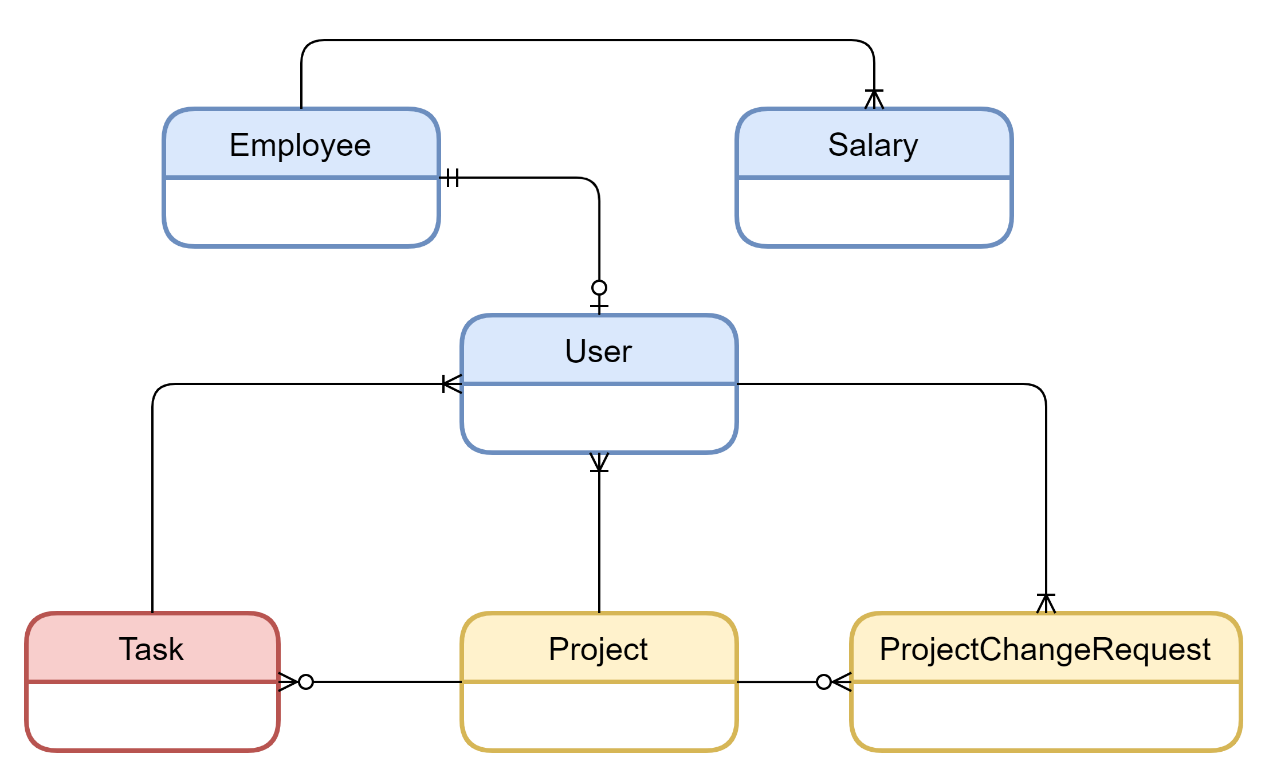 Employee
Salary
User
Task
Project
ProjectChangeRequest